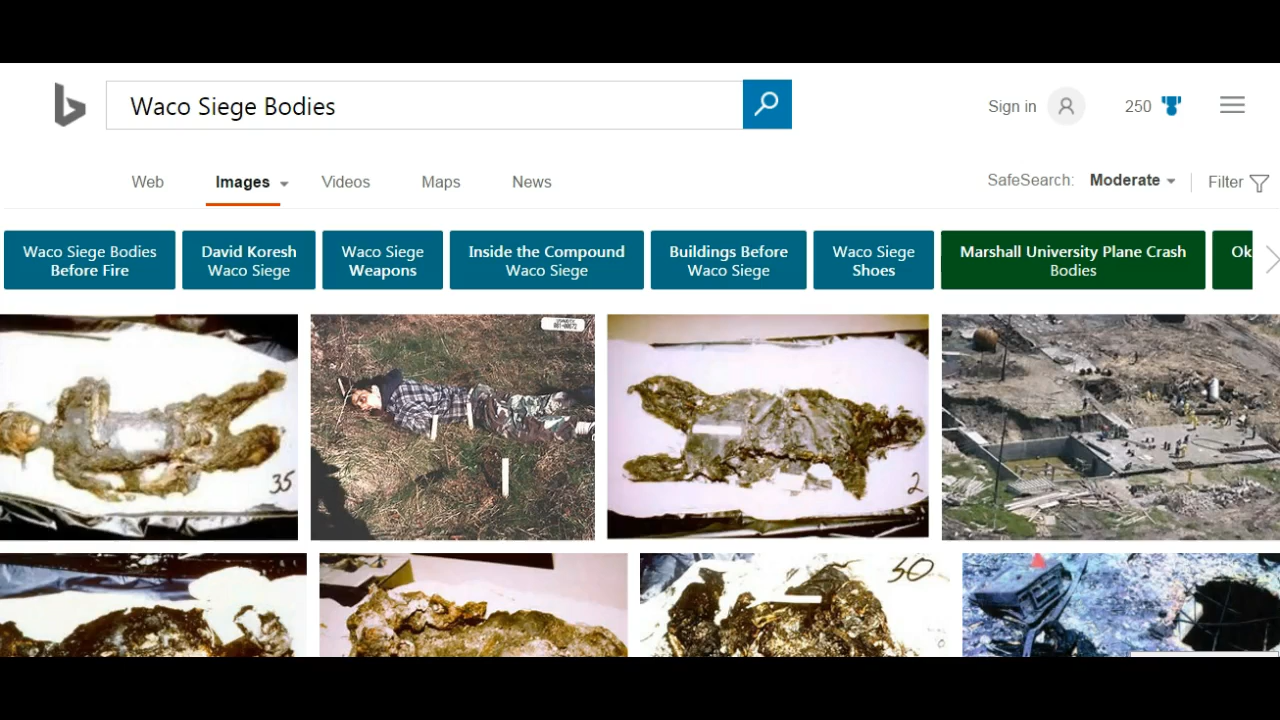 Waco Siege Bodies
Sign in
250
Web
Images
Videos
Maps
News
SafeSearch: Moderate
Filter
Waco Siege Bodies
Before Fire
David Koresh
Waco Siege
Waco Siege
Weapons
Inside the Compound
Waco Siege
Buildings Before
Waco Siege
Waco Siege
Shoes
Marshall University Plane Crash
Bodies
Ok
35
2
50